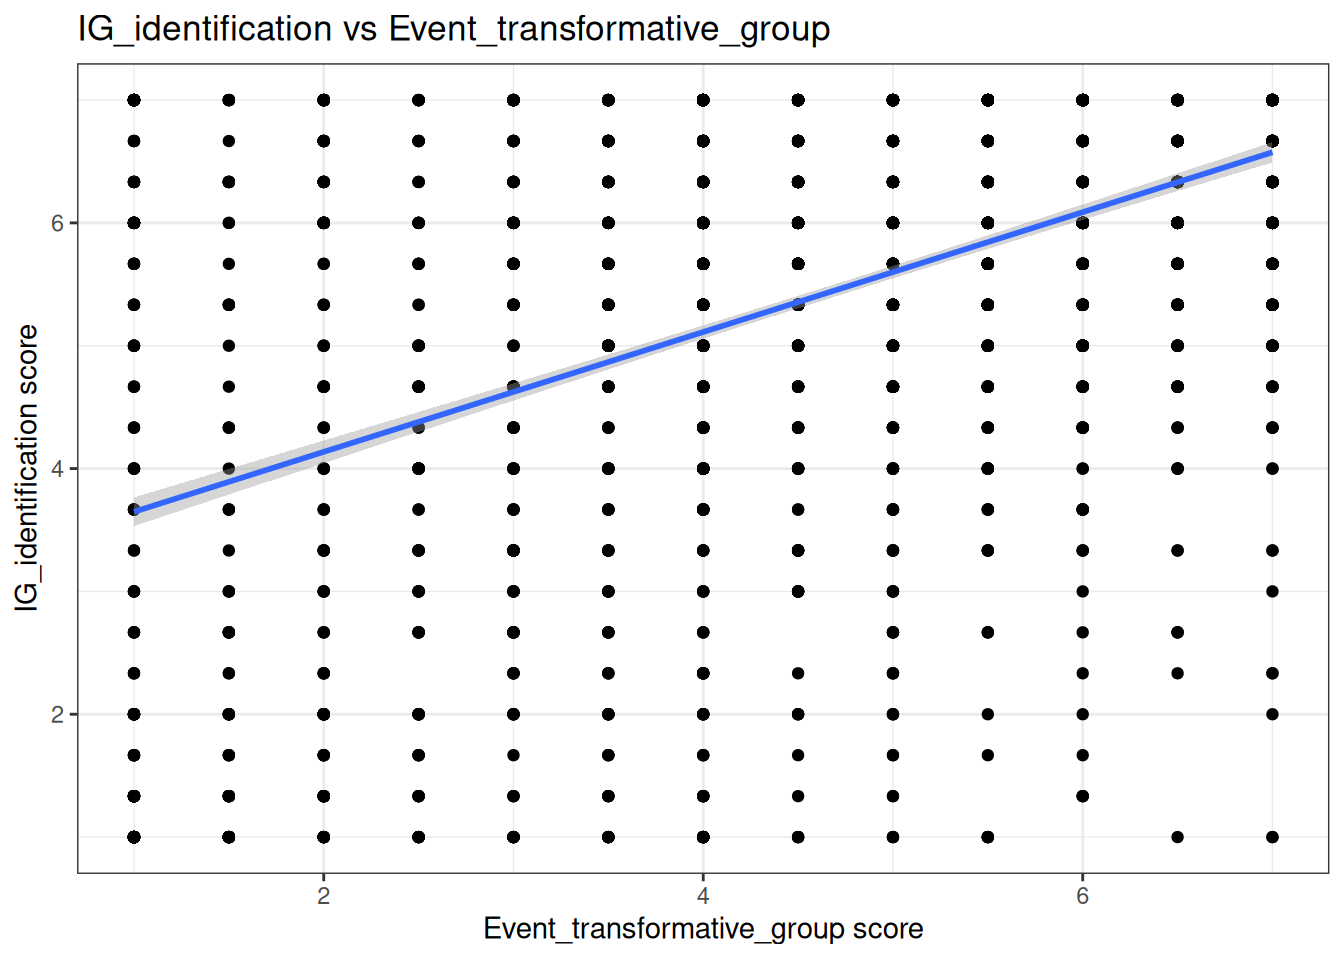 IG_identification vs Event_transformative_group
IG_identification score
6
4
2
2
4
6
Event_transformative_group score